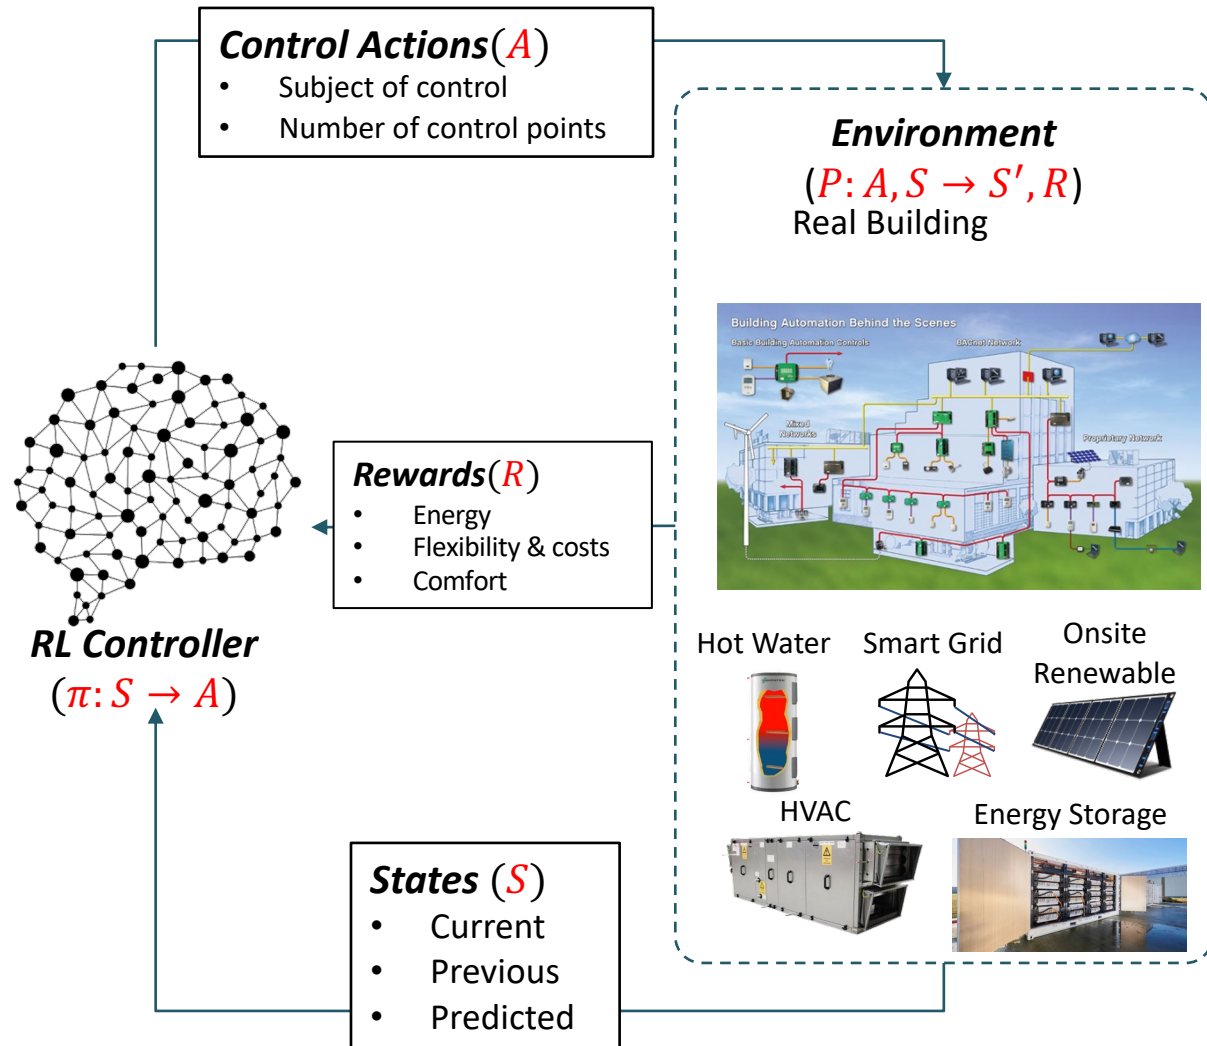 Control Actions(A)
• Subject of control
• Number of control points
Environment
(P: A, S → S′, R)
Real Building
Building Automation Behind the Scenes
Basic Building Automation Controls
BACnet Network
Mixed
Networks
Proprietary Network
Rewards(R)
• Energy
• Flexibility & costs
• Comfort
RL Controller
(π: S → A)
Hot Water
Smart Grid
Onsite
Renewable
HVAC
Energy Storage
States (S)
• Current
• Previous
• Predicted